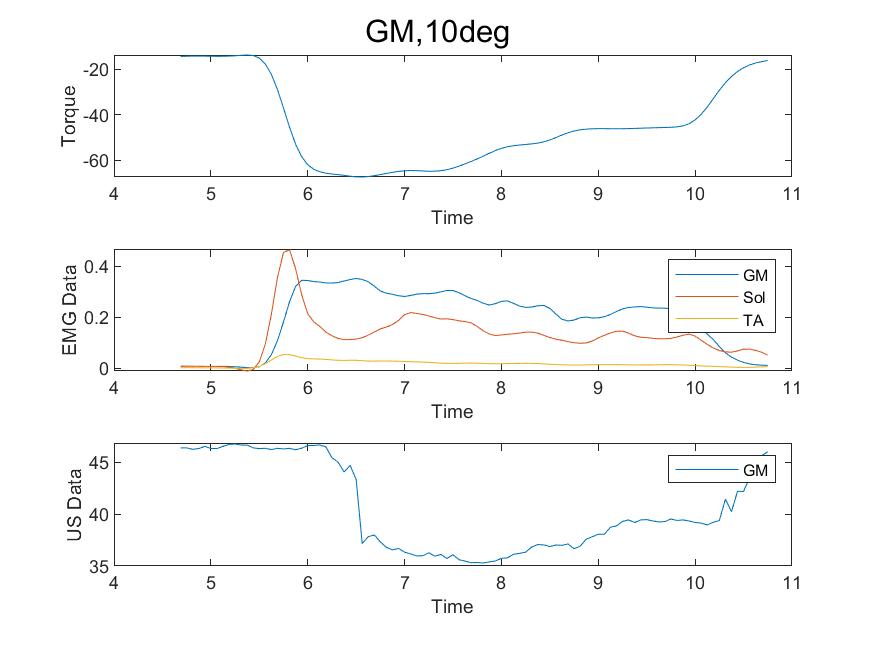 GM,10deg
-20
-40
-60
Torque
4 5 6 7 8 9 10 11
Time
0.4
0.2
0
EMG Data
GM
Sol
TA
4 5 6 7 8 9 10 11
Time
45
40
35
US Data
GM
4 5 6 7 8 9 10 11
Time